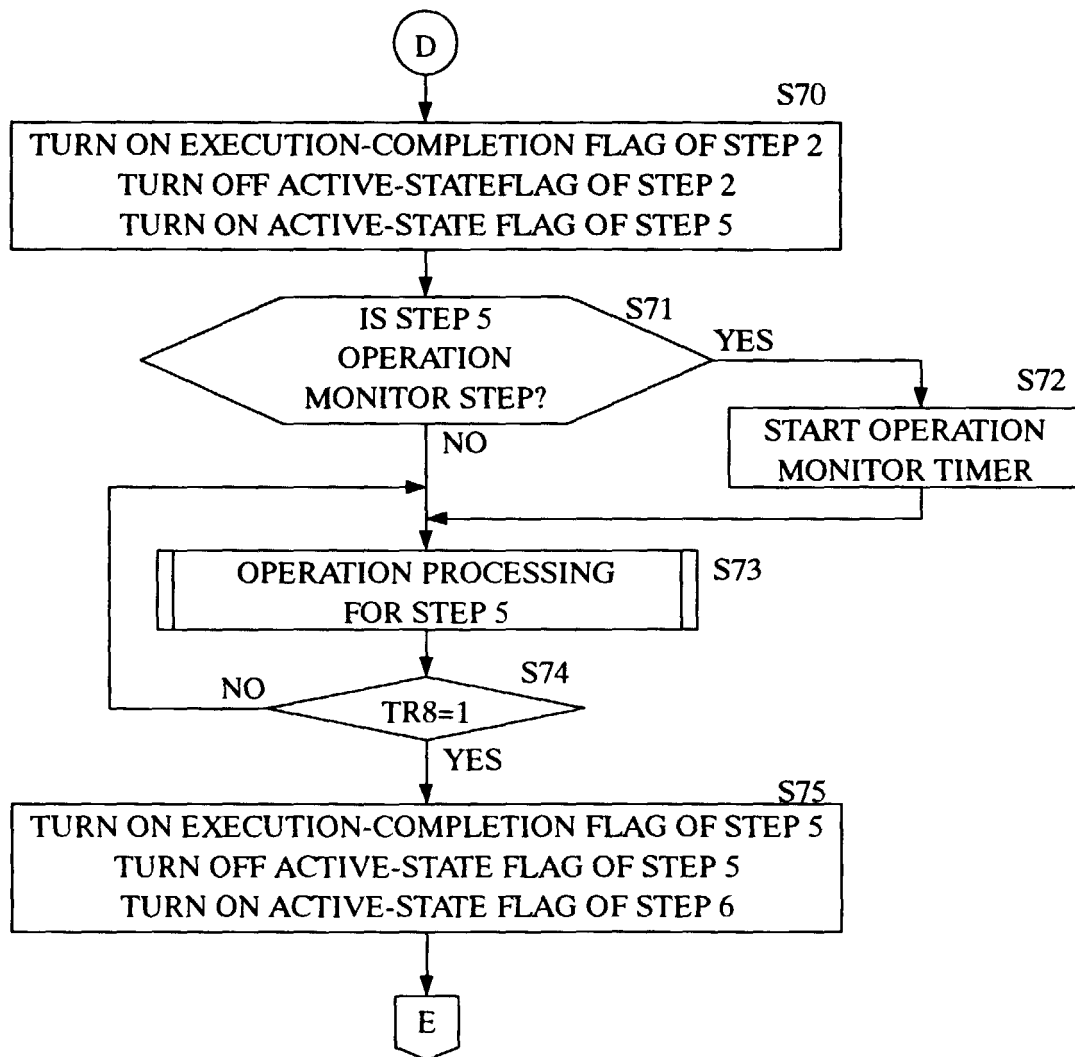 D
S70
TURN ON EXECUTION-COMPLETION FLAG OF STEP 2
TURN OFF ACTIVE-STATEFLAG OF STEP 2
TURN ON ACTIVE-STATE FLAG OF STEP 5
S71
IS STEP 5
OPERATION
MONITOR STEP?
YES
NO
S72
START OPERATION
MONITOR TIMER
OPERATION PROCESSING
FOR STEP 5
S73
S74
NO
TR8=1
YES
S75
TURN ON EXECUTION-COMPLETION FLAG OF STEP 5
TURN OFF ACTIVE-STATE FLAG OF STEP 5
TURN ON ACTIVE-STATE FLAG OF STEP 6
E